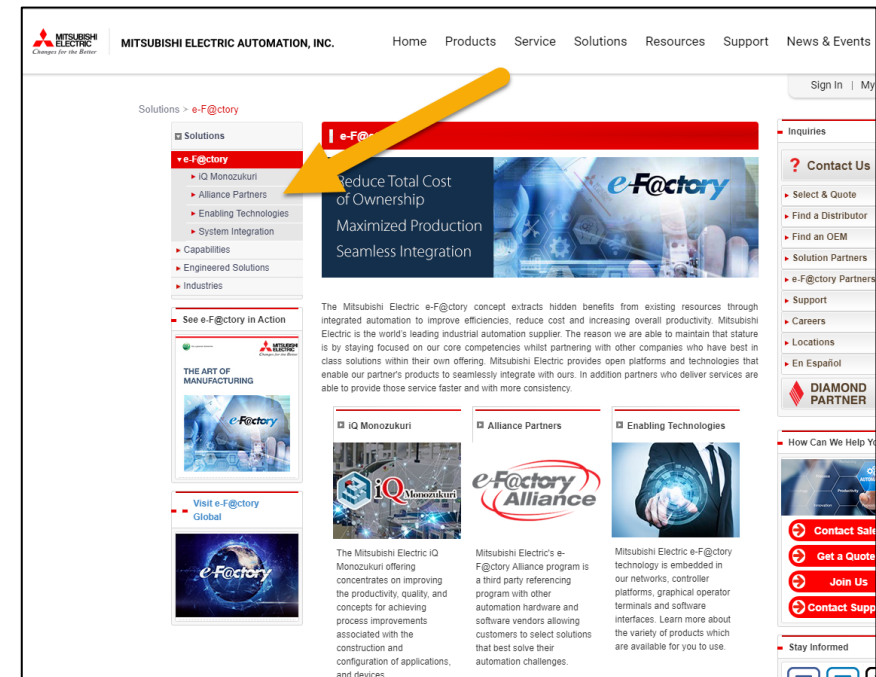 MITSUBISHI
ELECTRIC
Changes for the Better
MITSUBISHI ELECTRIC AUTOMATION, INC.
Home Products Service Solutions Resources Support News & Events
Sign In | My
Solutions > e-F@ctory
Solutions
e-F@ctory
iQ Monozukuri
Alliance Partners
Enabling Technologies
System Integration
Capabilities
Engineered Solutions
Industries
See e-F@ctory in Action
MITSUBISHI
ELECTRIC
Changes for the Better
THE ART OF
MANUFACTURING
e-F@ctory
Visit e-F@ctory
Global
e-F@ctory
e-F@
Reduce Total Cost
of Ownership
Maximized Production
Seamless Integration
e-F@ctory
The Mitsubishi Electric e-F@ctory concept extracts hidden benefits from existing resources through
integrated automation to improve efficiencies, reduce cost and increasing overall productivity. Mitsubishi
Electric is the world's leading industrial automation supplier. The reason we are able to maintain that stature
is by staying focused on our core competencies whilst partnering with other companies who have best in
class solutions within their own offering. Mitsubishi Electric provides open platforms and technologies that
enable our partner's products to seamlessly integrate with ours. In addition partners who deliver services are
able to provide those service faster and with more consistency.
iQ Monozukuri
iQ Monozukuri
The Mitsubishi Electric iQ
Monozukuri offering
concentrates on improving
the productivity, quality, and
concepts for achieving
process improvements
associated with the
construction and
configuration of applications,
and devices
Alliance Partners
e-F@ctory
Alliance
Mitsubishi Electric's e-
F@ctory Alliance program is
a third party referencing
program with other
automation hardware and
software vendors allowing
customers to select solutions
that best solve their
automation challenges.
Enabling Technologies
Mitsubishi Electric e-F@ctory
technology is embedded in
our networks, controller
platforms, graphical operator
terminals and software
interfaces. Learn more about
the variety of products which
are available for you to use.
Inquiries
? Contact Us
Select & Quote
Find a Distributor
Find an OEM
Solution Partners
e-F@ctory Partners
Support
Careers
Locations
En Español
DIAMOND
PARTNER
How Can We Help Yo
Productivity
Contact Sale
Get a Quote
Join Us
Contact Supp
Stay Informed